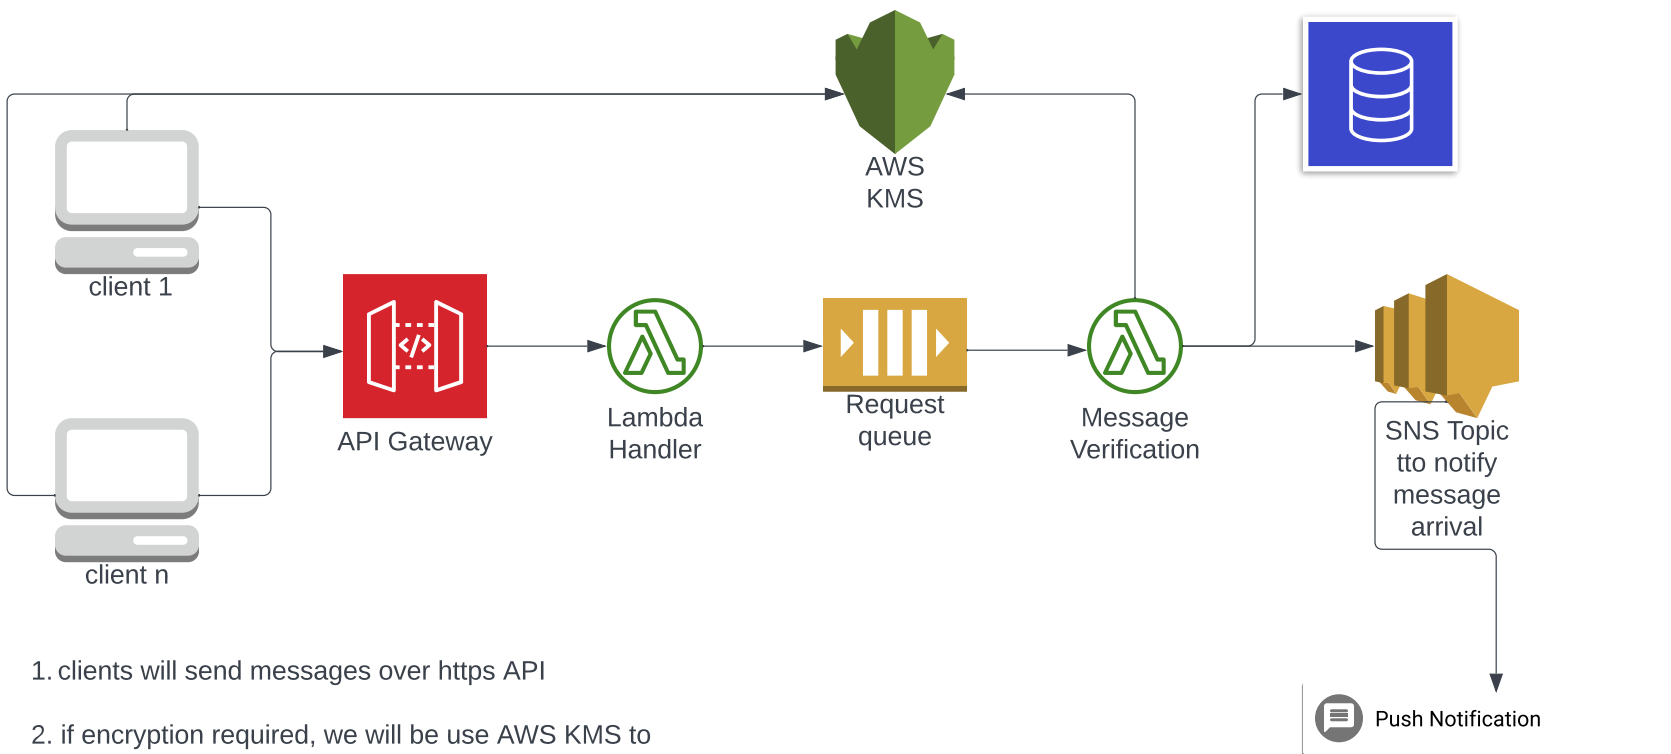 AWS
KMS
client 1
API Gateway
Lambda
Handler
Request
queue
Message
Verification
SNS Topic
tto notify
message
arrival
client n
1. clients will send messages over https API
2. if encryption required, we will be use AWS KMS to
Push Notification